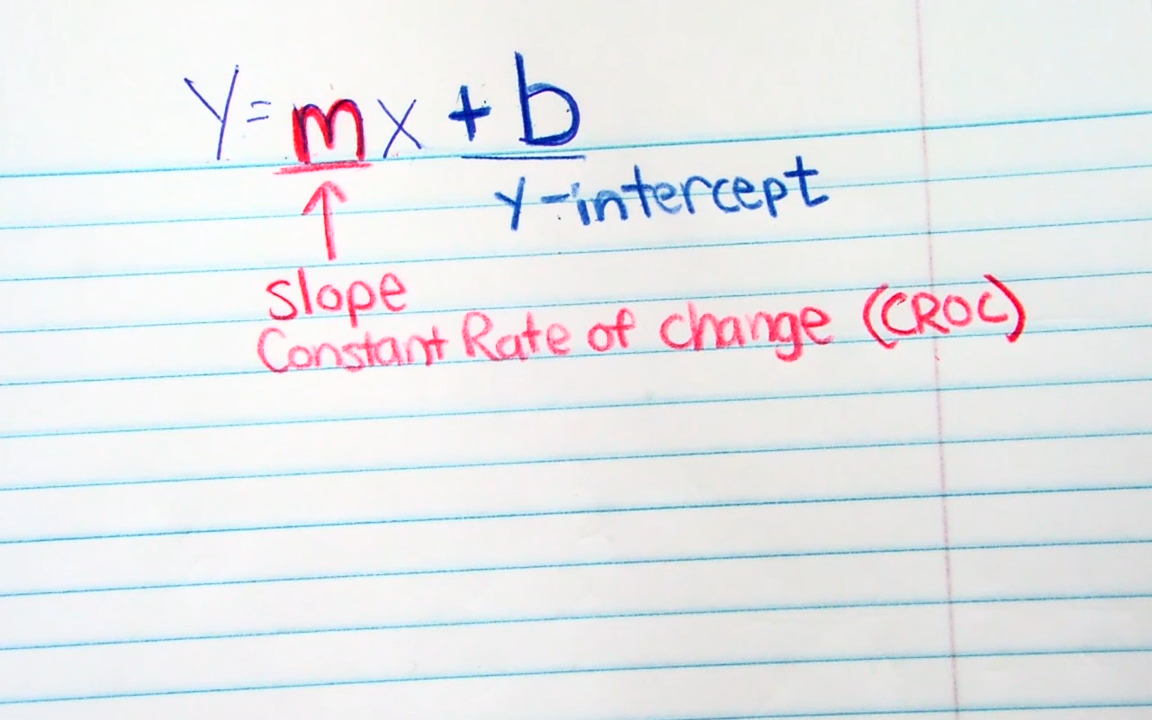 y = mx + b
y-intercept
Slope
Constant Rate of change (CROC)